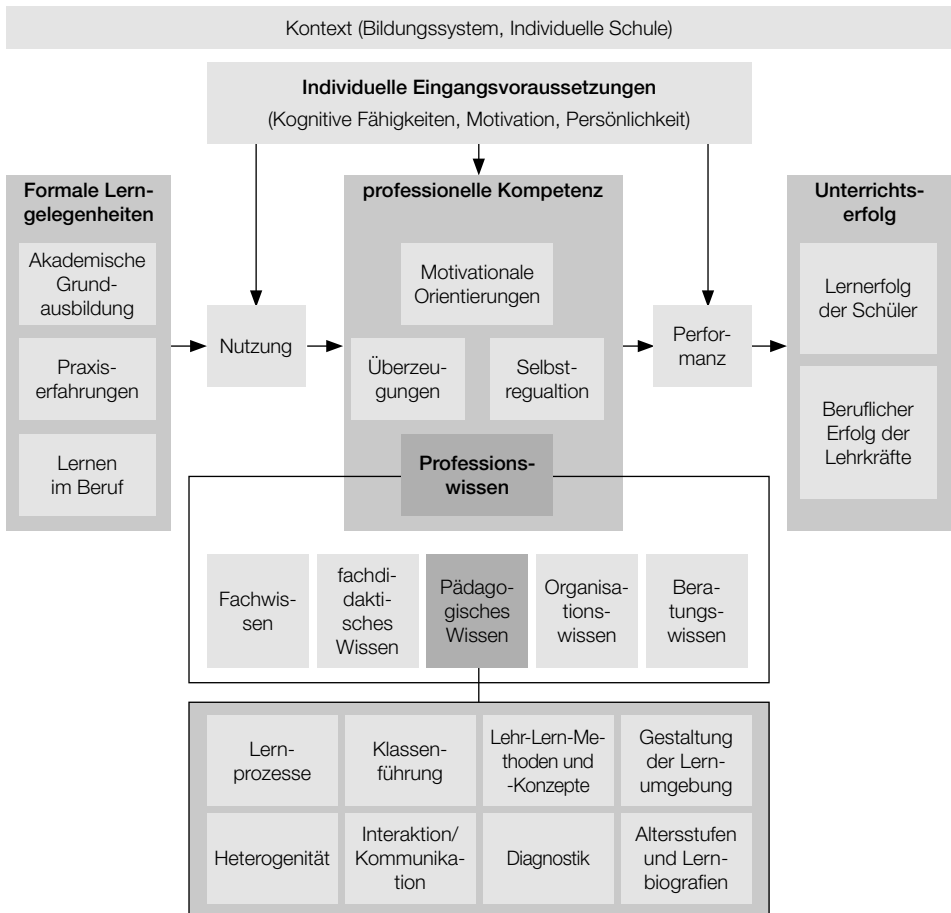 Kontext (Bildungssystem, Individuelle Schule)
Individuelle Eingangsvoraussetzungen
(Kognitive Fähigkeiten, Motivation, Persönlichkeit)
Formale Lern-
gelegenheiten
Akademische
Grund-
ausbildung
Praxis-
erfahrungen
Lernen
im Beruf
Nutzung
professionelle Kompetenz
Motivationale
Orientierungen
Überzeu-
gungen
Selbst-
regualtion
Professions-
wissen
Perfor-
manz
Unterrichts-
erfolg
Lernerfolg
der Schüler
Beruflicher
Erfolg der
Lehrkräfte
Fachwis-
sen
fachdi-
dakti-
sches
Wissen
Pädago-
gisches
Wissen
Organisa-
tions-
wissen
Bera-
tungs-
wissen
Lern-
prozesse
Klassen-
führung
Lehr-Lern-Me-
thoden und
-Konzepte
Gestaltung
der Lern-
umgebung
Heterogenität
Interaktion/
Kommunika-
tion
Diagnostik
Altersstufen
und Lern-
biografien